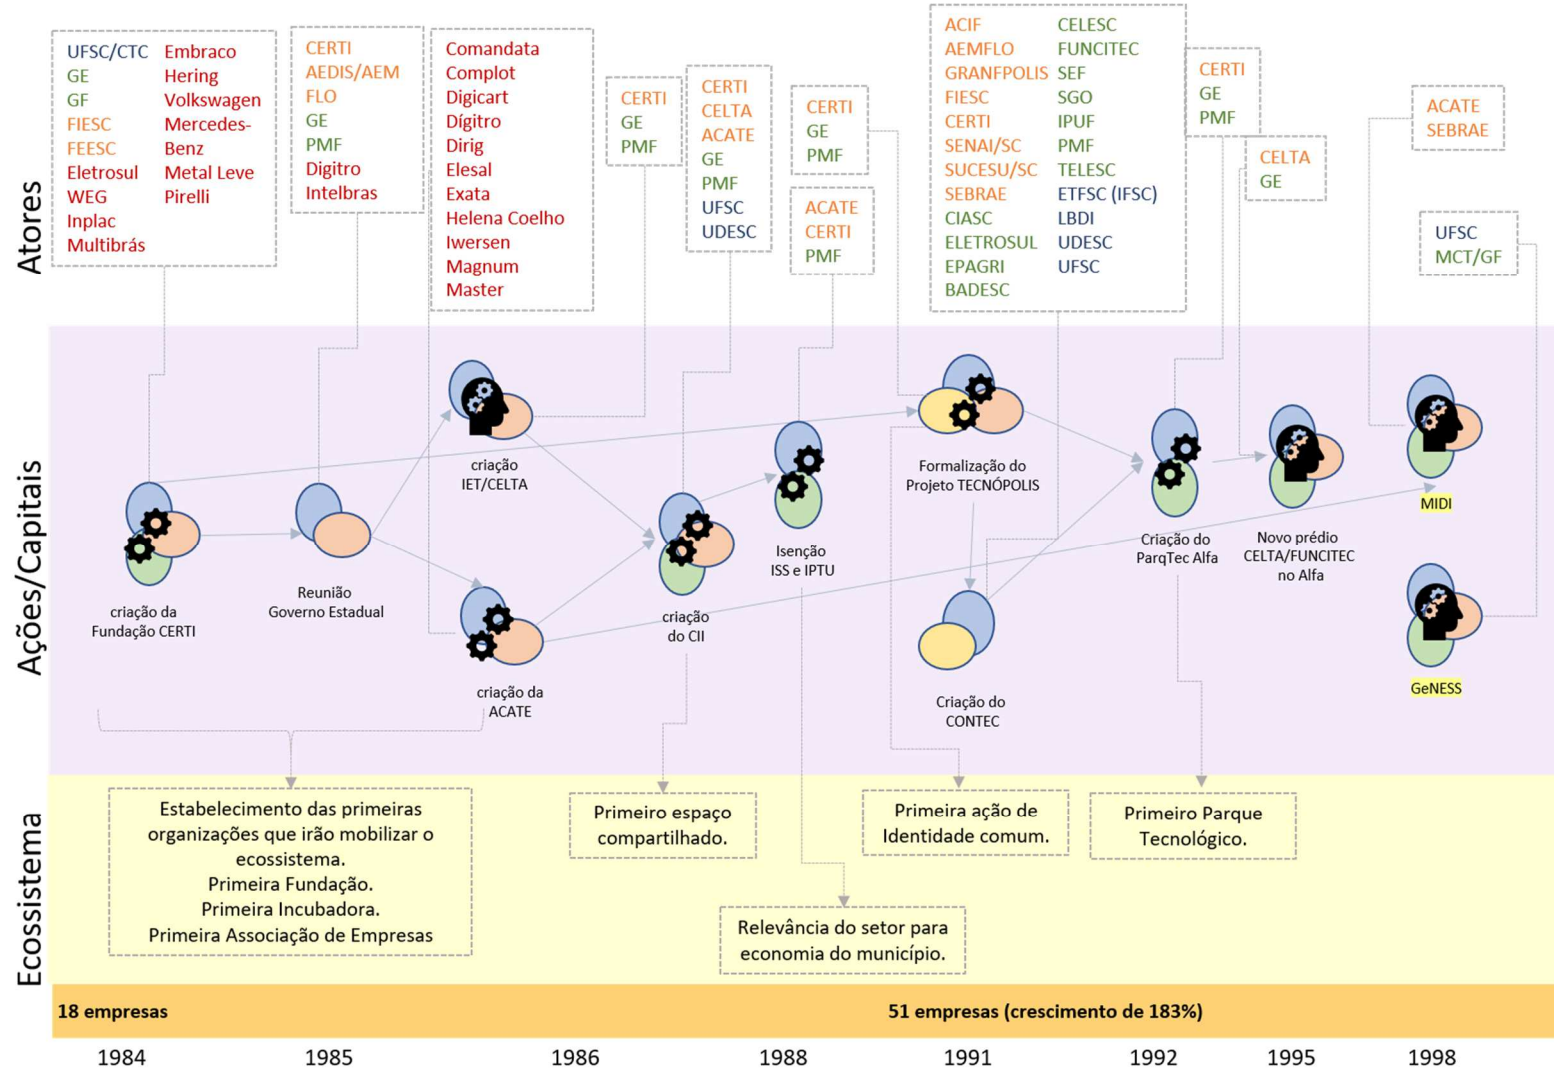 Atores
UFSC/CTC
GE
GF
FIESC
FEESC
Eletrosul
WEG
Inplac
Multibrás
Embraco
Hering
Volkswagen
Mercedes-
Benz
Metal Leve
Pirelli
CERTI
AEDIS/AEM
FLO
GE
PMF
Digitro
Intelbras
Comandata
Complot
Digicart
Dígitro
Dirig
Elesal
Exata
Helena Coelho
Iwersen
Magnum
Master
CERTI
GE
PMF
CERTI
CELTA
ACATE
GE
PMF
UFSC
UDESC
CERTI
GE
PMF
ACATE
CERTI
PMF
ACIF
AEMFLO
GRANFPOLIS
FIESC
CERTI
SENAI/SC
SUCESU/SC
SEBRAE
CIASC
ELETROSUL
EPAGRI
BADESC
CELESC
FUNCITEC
SEF
SGO
IPUF
PMF
TELESC
ETFSC (IFSC)
LBDI
UDESC
UFSC
CERTI
GE
PMF
CELTA
GE
ACATE
SEBRAE
UFSC
MCT/GF
Ações/Capitais
criação da
Fundação CERTI
Reunião
Governo Estadual
criação
IET/CELTA
criação da
ACATE
criação
do CII
Isenção
ISS e IPTU
Formalização do
Projeto TECNÓPOLIS
Criação do
CONTEC
Criação do
ParqTec Alfa
Novo prédio
CELTA/FUNCITEC
no Alfa
MIDI
GeNESS
Ecossistema
Estabelecimento das primeiras
organizações que irão mobilizar o
ecossistema.
Primeira Fundação.
Primeira Incubadora.
Primeira Associação de Empresas
Primeiro espaço
compartilhado.
Relevância do setor para
economia do município.
Primeira ação de
Identidade comum.
Primeiro Parque
Tecnológico.
18 empresas
51 empresas (crescimento de 183%)
1984
1985
1986
1988
1991
1992
1995
1998